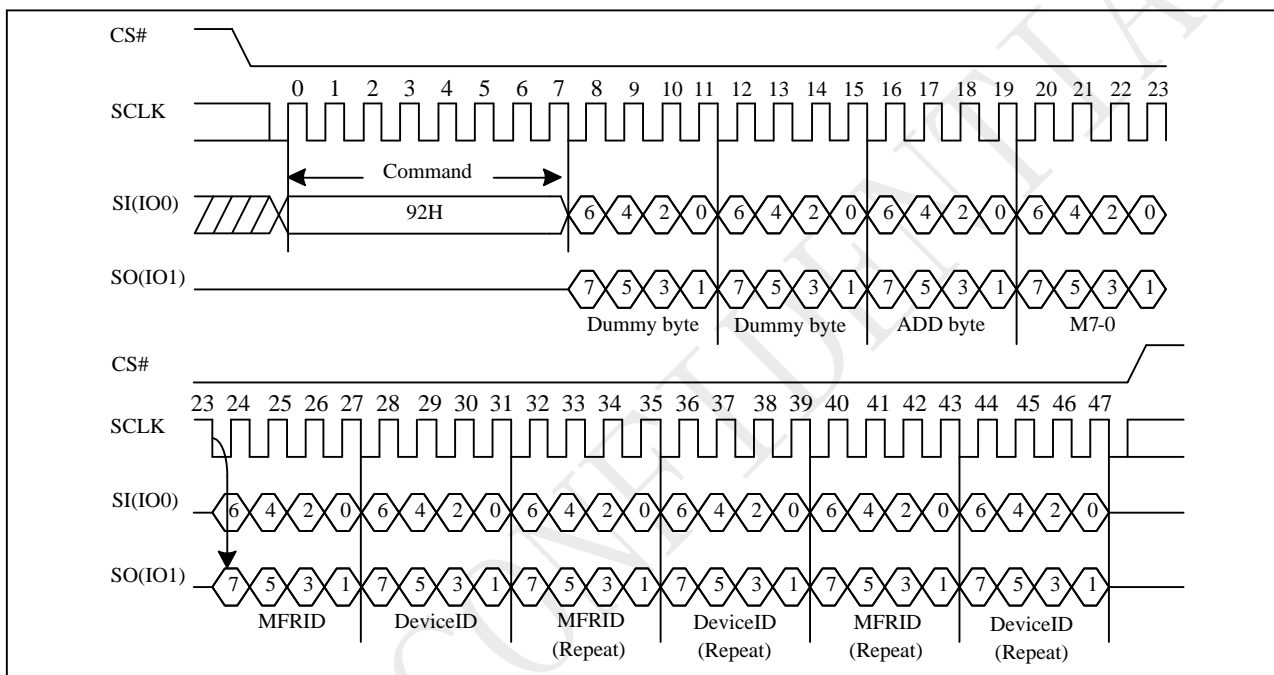 CS#
0 1 2 3 4 5 6 7 8 9 10 11 12 13 14 15 16 17 18 19 20 21 22 23
SCLK
Command
SI(IO0) 92H 6 4 2 0 6 4 2 0 6 4 2 0 6 4 2 0
SO(IO1) 7 5 3 1 7 5 3 1 7 5 3 1 7 5 3 1
Dummy byte Dummy byte ADD byte M7-0
CS#
23 24 25 26 27 28 29 30 31 32 33 34 35 36 37 38 39 40 41 42 43 44 45 46 47
SCLK
SI(IO0) 6 4 2 0 6 4 2 0 6 4 2 0 6 4 2 0 6 4 2 0 6 4 2 0
SO(IO1) 7 5 3 1 7 5 3 1 7 5 3 1 7 5 3 1 7 5 3 1 7 5 3 1
MFRID DeviceID MFRID DeviceID MFRID DeviceID
(Repeat) (Repeat) (Repeat) (Repeat)
CONFIDENTIA